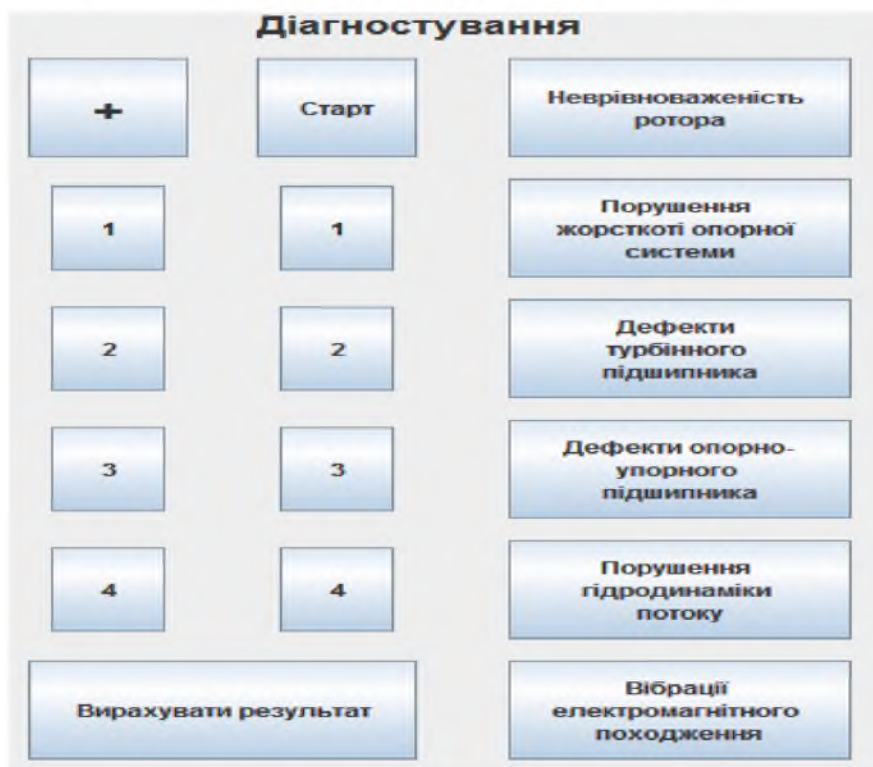 Діагностування
+
Старт
Неврівноваженість
ротора
1
1
Порушення
жорсткоті опорної
системи
2
2
Дефекти
турбінного
підшипника
3
3
Дефекти опорно-
упорного
підшипника
4
4
Порушення
гідродинаміки
потоку
Вирахувати результат
Вібрації
електромагнітного
походження